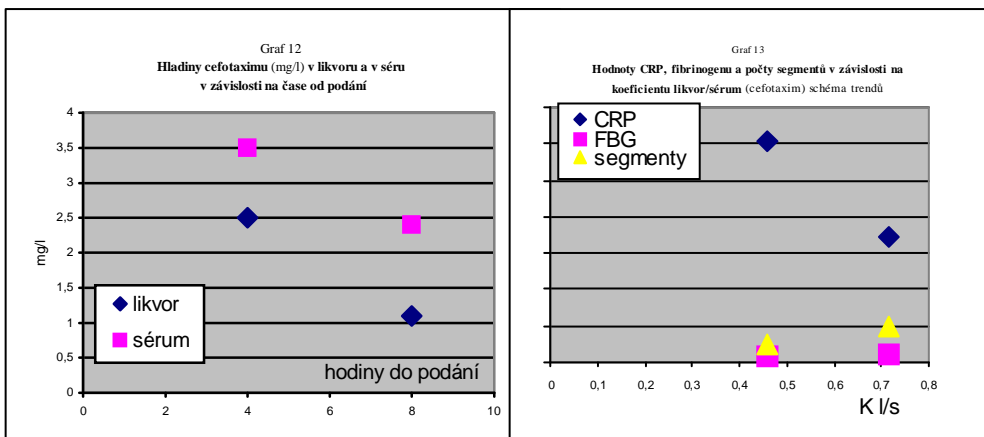 Graf 12
Hladiny cefotaximu (mg/l) v likvoru a v séru
v závislosti na čase od podání
4
3,5
3
2,5
2
1,5
1
0,5
0
mg/l
likvor
sérum
hodiny do podání
0 2 4 6 8 10
Graf 13
Hodnoty CRP, fibrinogenu a počty segmentů v závislosti na
koeficientu likvor/sérum (cefotaxim) schéma trendů
CRP
FBG
segmenty
0 0,1 0,2 0,3 0,4 0,5 0,6 0,7 0,8
K l/s